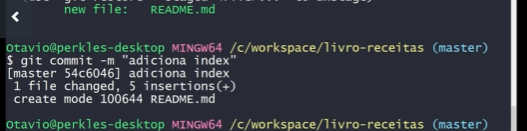 new file:   README.md
Otavio@perkles-desktop MINGW64 /c/workspace/livro-receitas (master)
$ git commit -m "adiciona index"
[master 54c6046] adiciona index
 1 file changed, 5 insertions(+)
 create mode 100644 README.md
Otavio@perkles-desktop MINGW64 /c/workspace/livro-receitas (master)